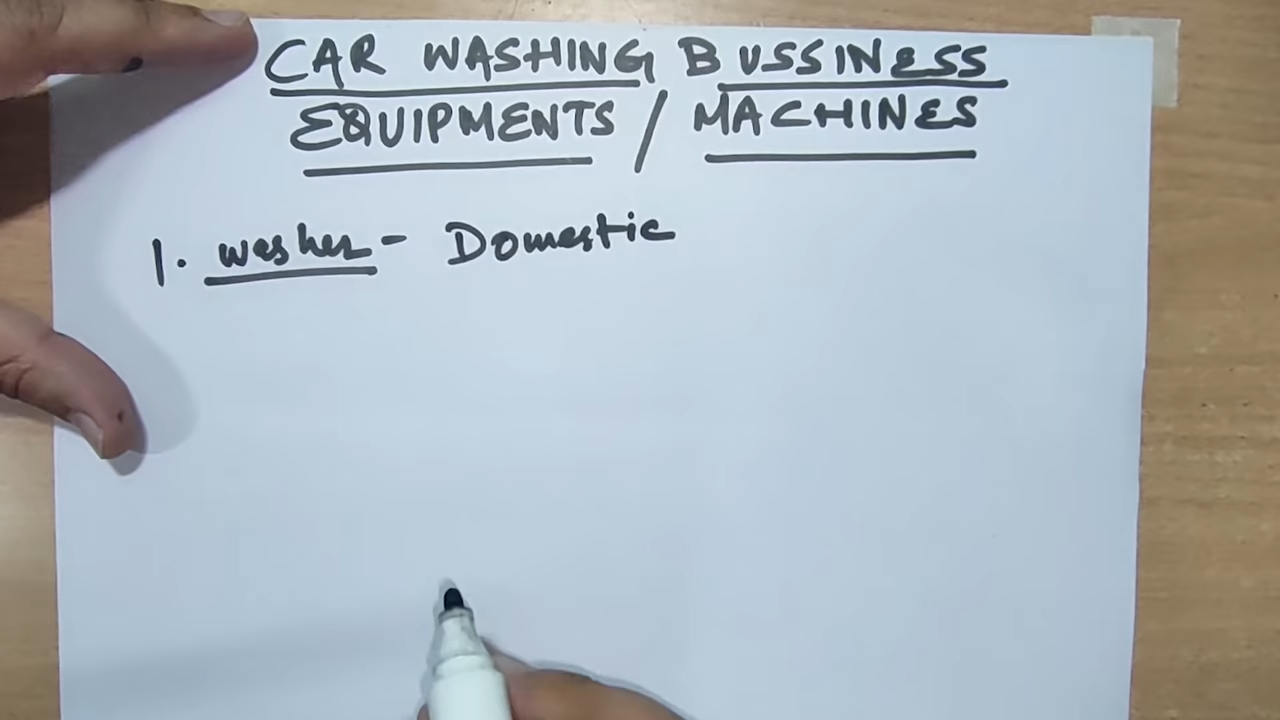 CAR WASHING BUSSINESS
EQUIPMENTS / MACHINES
1. washer - Domestic